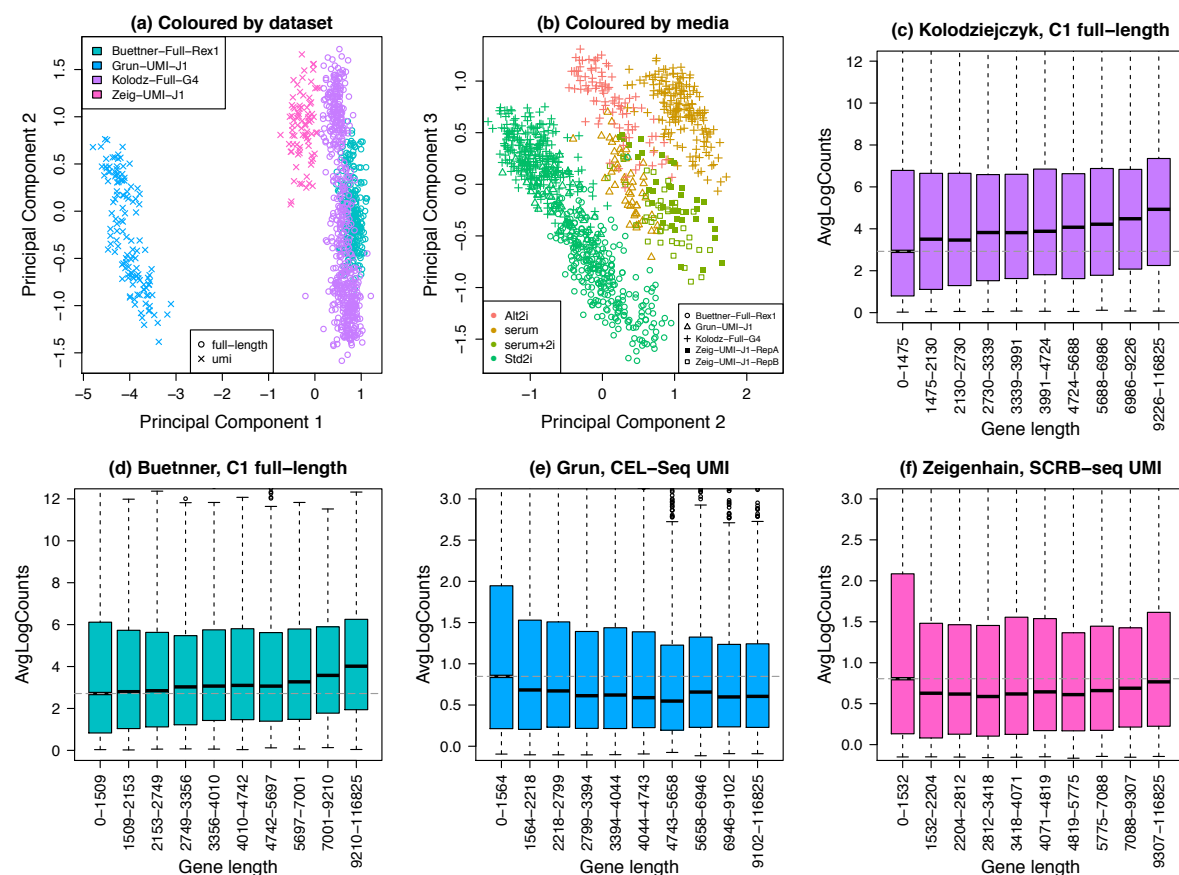 (a) Coloured by dataset
Buettner−Full−Rex1
Grun−UMI−J1
Kolodz−Full−G4
Zeig−UMI−J1
full−length
umi
1.5
1.0
0.5
0.0
−0.5
−1.0
−1.5
Principal Component 2
−5
−4
−3
−2
−1
0
1
Principal Component 1
(b) Coloured by media
1.0
0.5
0.0
−0.5
−1.0
−1.5
Principal Component 3
Alt2i
serum
serum+2i
Std2i
Buettner−Full−Rex1
Grun−UMI−J1
Kolodz−Full−G4
Zeig−UMI−J1−RepA
Zeig−UMI−J1−RepB
−1
0
1
2
Principal Component 2
(c) Kolodziejczyk, C1 full−length
12
10
8
6
4
2
0
AvgLogCounts
0−1475
1475−2130
2130−2730
2730−3339
3339−3991
3991−4724
4724−5688
5688−6986
6986−9226
9226−116825
Gene length
(d) Buetnner, C1 full−length
12
10
8
6
4
2
0
AvgLogCounts
0−1509
1509−2153
2153−2749
2749−3356
3356−4010
4010−4742
4742−5697
5697−7001
7001−9210
9210−116825
Gene length
(e) Grun, CEL−Seq UMI
3.0
2.5
2.0
1.5
1.0
0.5
0.0
AvgLogCounts
0−1564
1564−2218
2218−2799
2799−3394
3394−4044
4044−4743
4743−5658
5658−6946
6946−9102
9102−116825
Gene length
(f) Zeigenhain, SCRB−seq UMI
3.0
2.5
2.0
1.5
1.0
0.5
0.0
AvgLogCounts
0−1532
1532−2204
2204−2812
2812−3418
3418−4071
4071−4819
4819−5775
5775−7088
7088−9307
9307−116825
Gene length